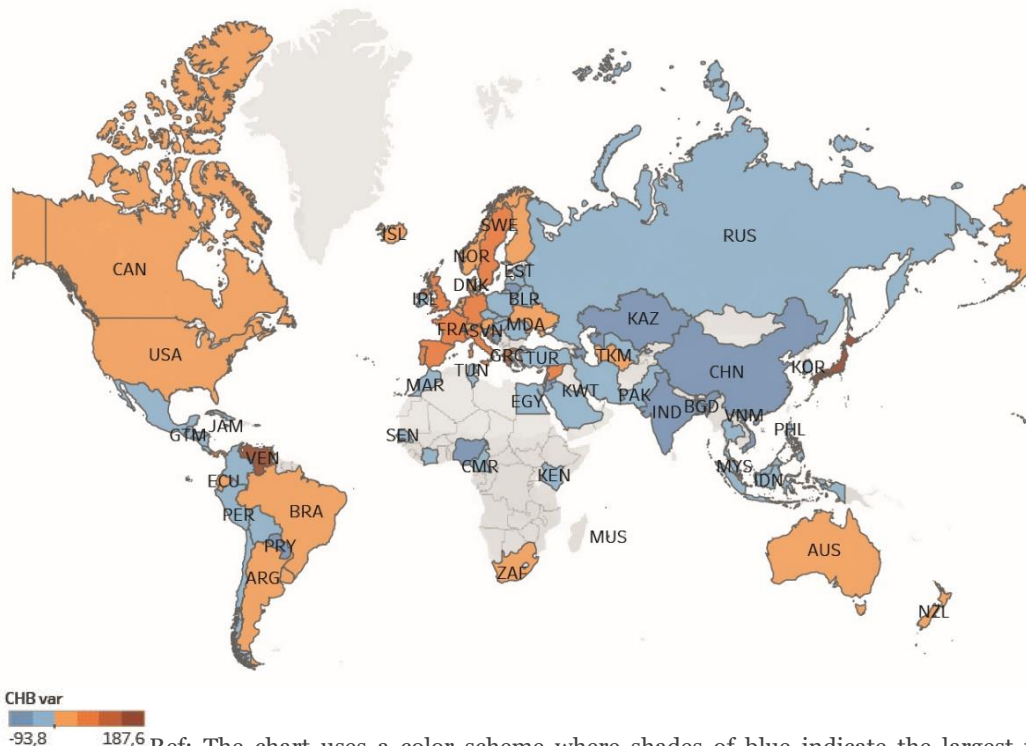 ISL
SWE
NOR
RUS
CAN
EST
DNK
IRL
BLR
KAZ
FRA
SVN
MDA
USA
GRC
TUR
TKM
KOR
CHN
TUN
MAR
KWT
PAK
EGY
IND
BGD
VNM
JAM
GTM
PHL
SEN
VEN
CMR
MYS
ECU
KEN
IDN
PER
BRA
MUS
PRY
AUS
ZAF
ARG
NZL
CHB var
-93,8 187,6 Ref: The chart uses a color scheme where shades of blue indicate the largest